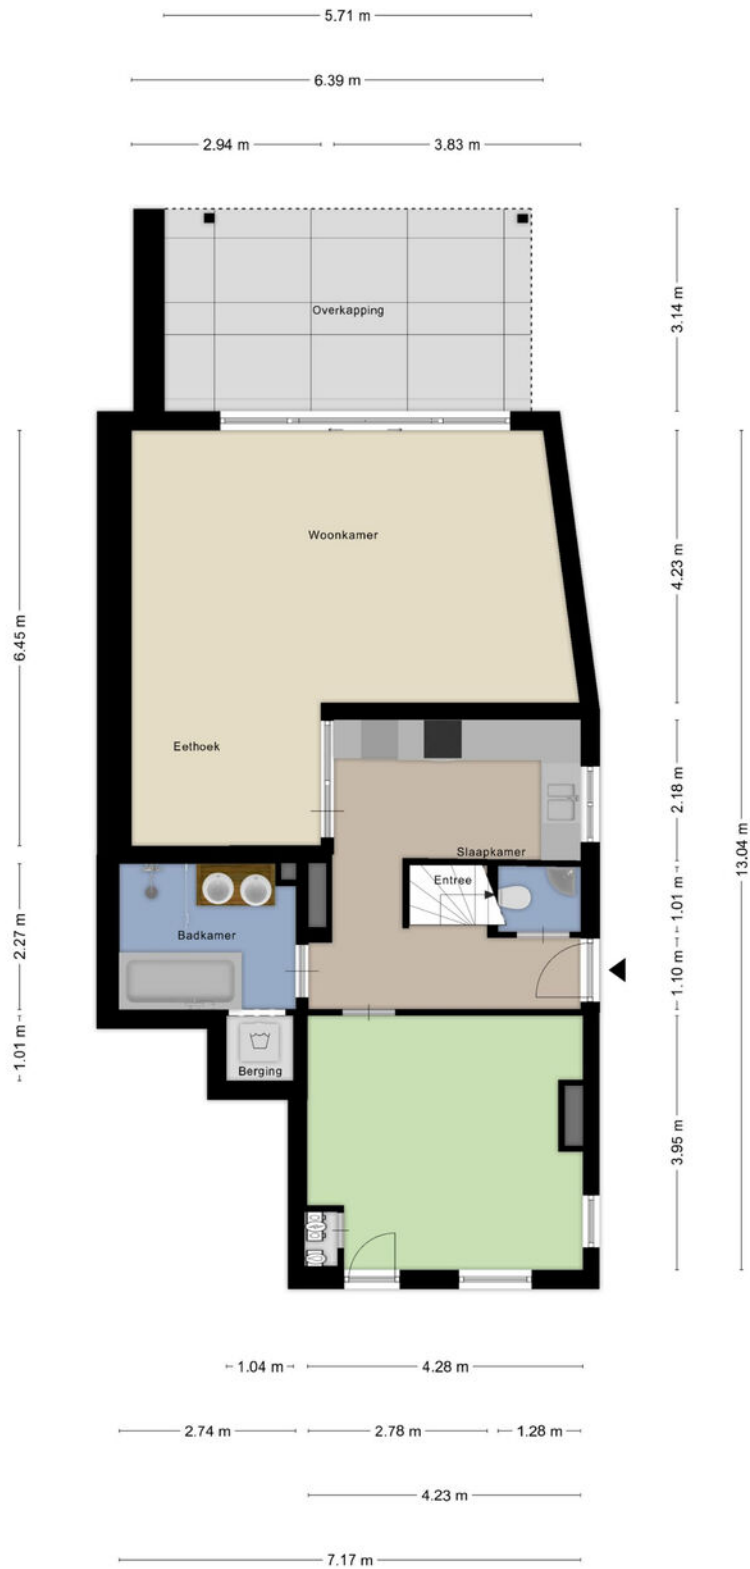 5.71 m
6.39 m
2.94 m
3.83 m
Overkapping
3.14 m
Woonkamer
4.23 m
6.45 m
Eethoek
2.18 m
13.04 m
Slaapkamer
Entree
1.01 m
Badkamer
2.27 m
1.10 m
1.01 m
Berging
3.95 m
1.04 m
4.28 m
2.74 m
2.78 m
1.28 m
4.23 m
7.17 m